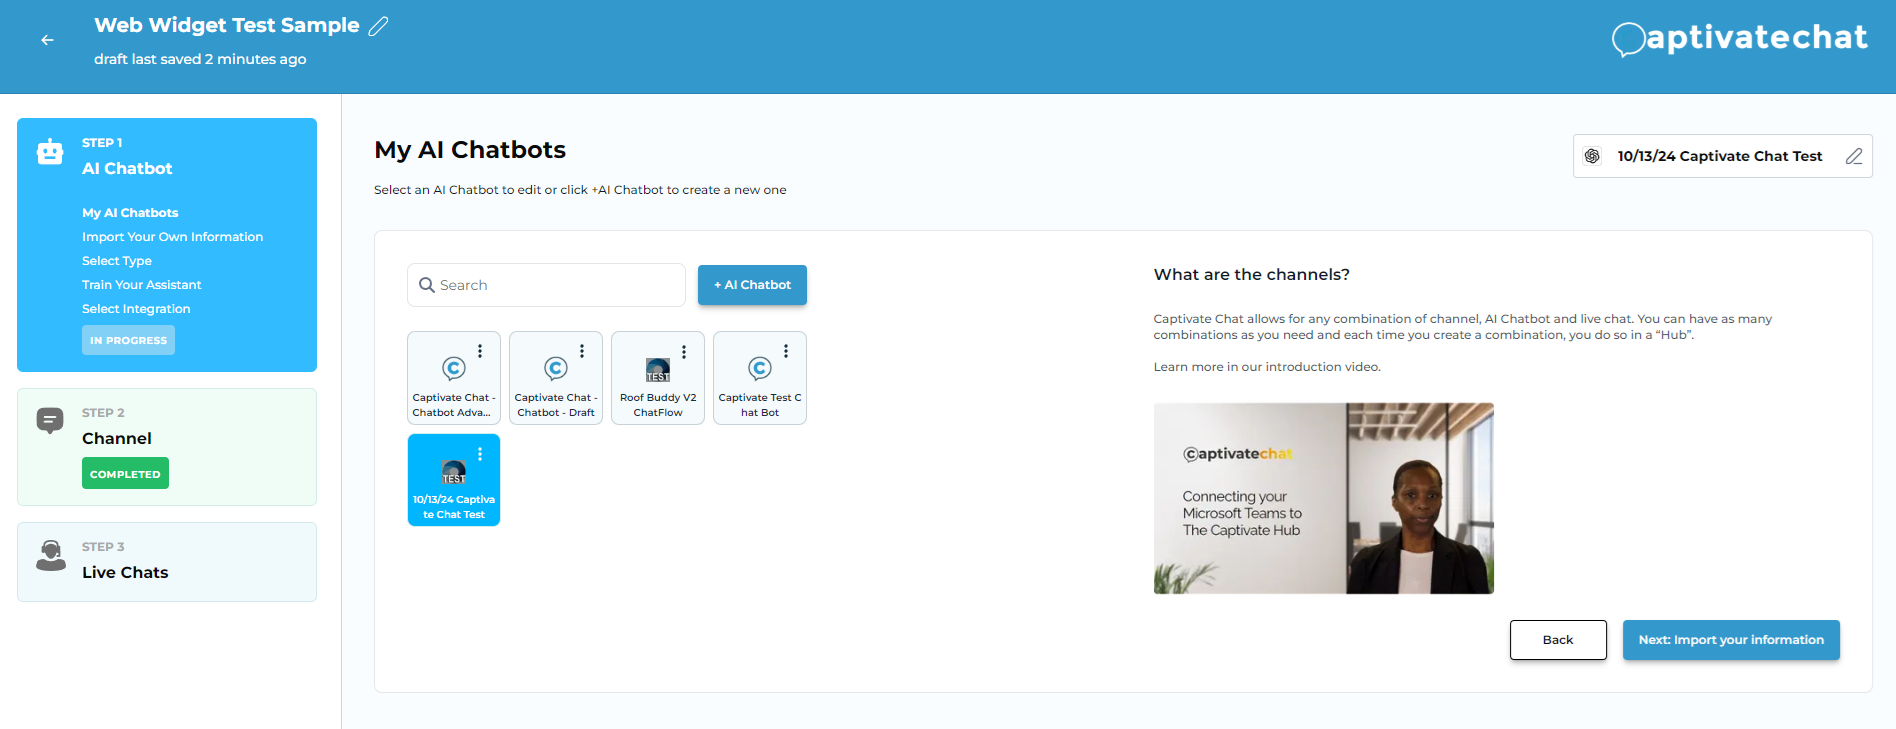 Web Widget Test Sample
draft last saved 2 minutes ago
aptivatechat
STEP 1
AI Chatbot
My AI Chatbots
Import Your Own Information
Select Type
Train Your Assistant
Select Integration
IN PROGRESS
STEP 2
Channel
COMPLETED
STEP 3
Live Chats
My AI Chatbots
Select an AI Chatbot to edit or click +AI Chatbot to create a new one
10/13/24 Captivate Chat Test
Search
+ AI Chatbot
C
Captivate Chat -
Chatbot Adva...
C
Captivate Chat -
Chatbot - Draft
TEST
Roof Buddy V2
ChatFlow
C
Captivate Test C
hat Bot
TEST
10/13/24 Captiva
te Chat Test
What are the channels?
Captivate Chat allows for any combination of channel, AI Chatbot and live chat. You can have as many
combinations as you need and each time you create a combination, you do so in a “Hub”.
Learn more in our introduction video.
captivatechat
Connecting your
Microsoft Teams to
The Captivate Hub
Back
Next: Import your information